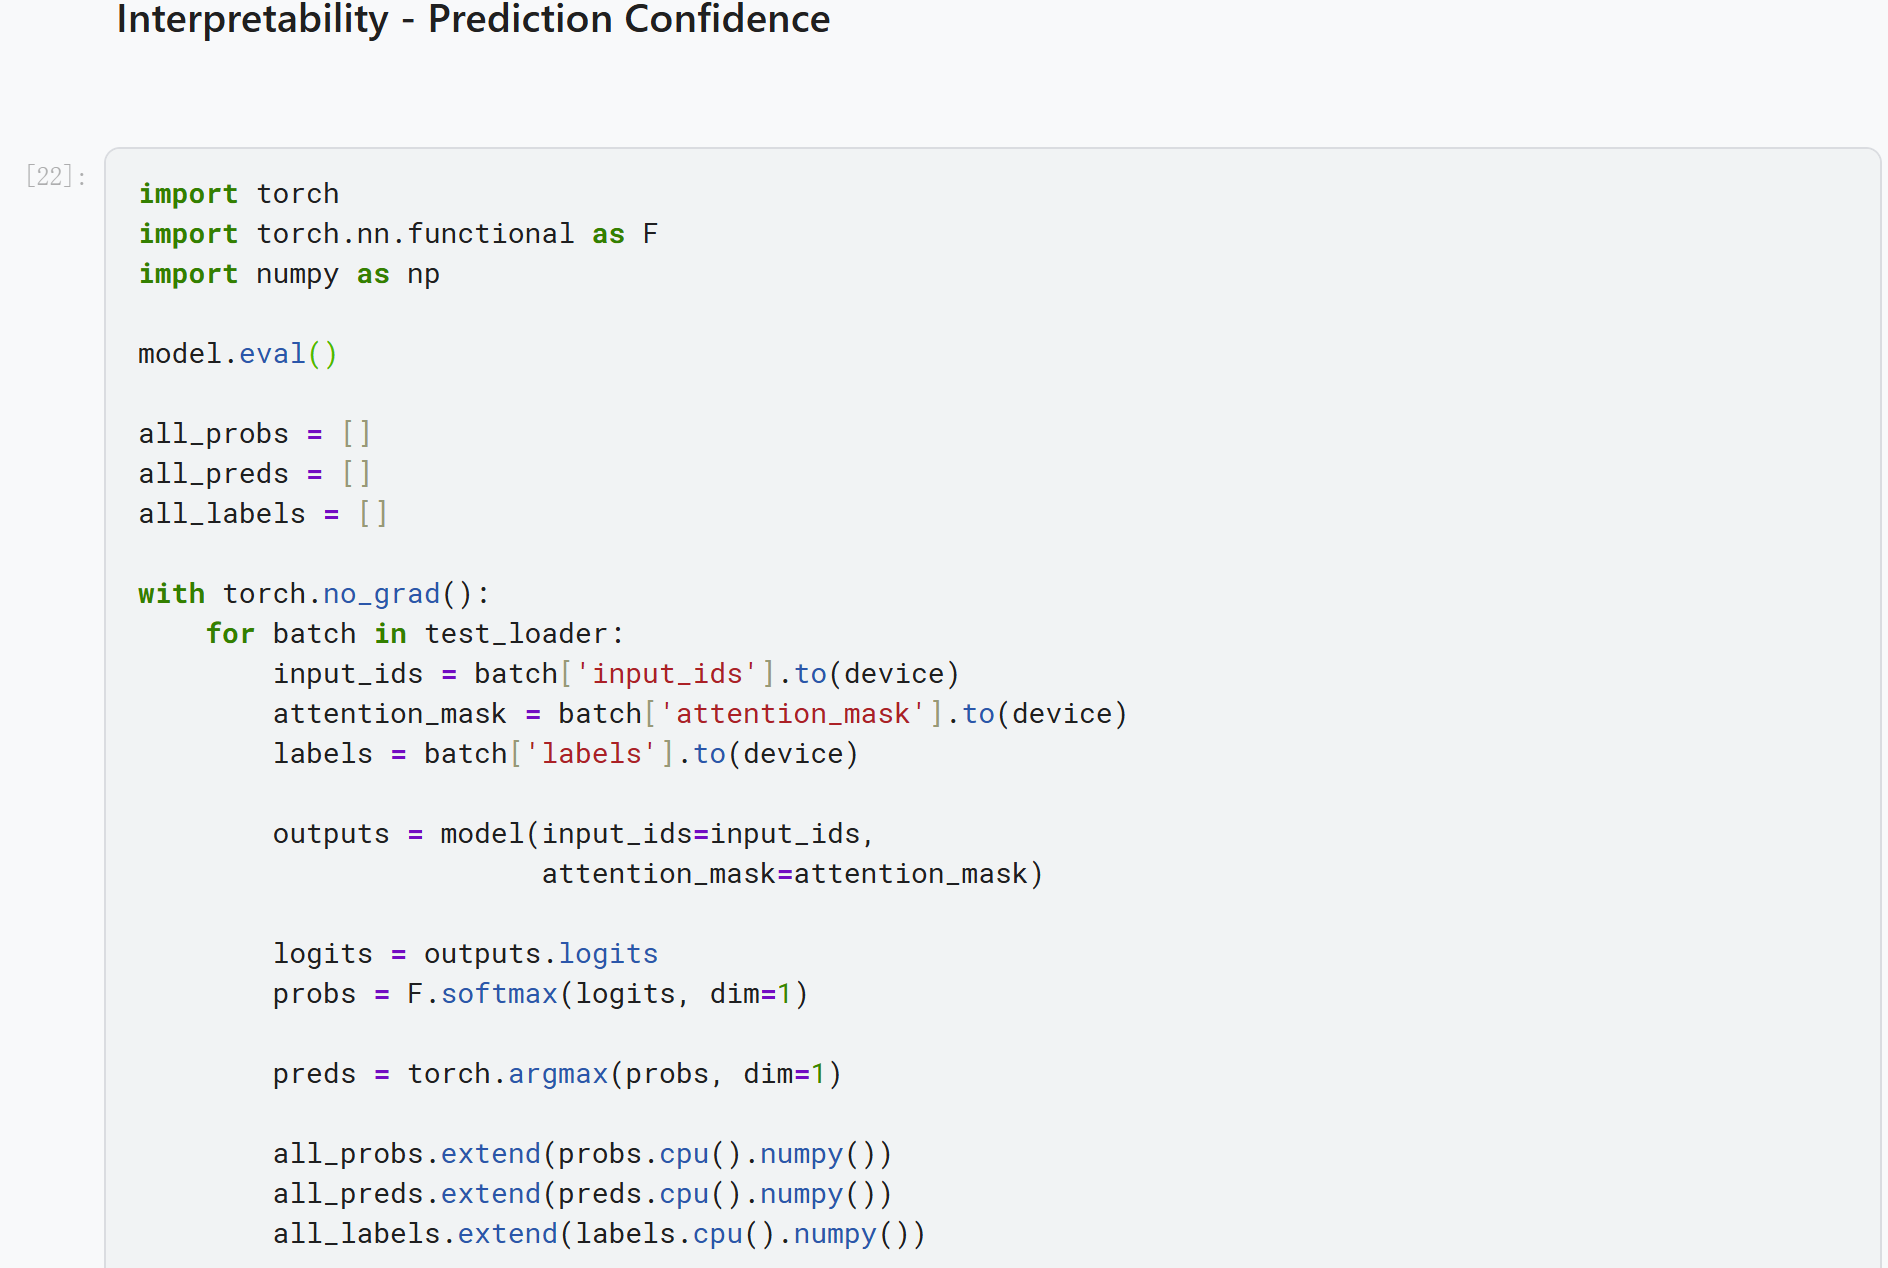 Interpretability - Prediction Confidence
[22]:
import torch
import torch.nn.functional as F
import numpy as np
model.eval()
all_probs = []
all_preds = []
all_labels = []
with torch.no_grad():
    for batch in test_loader:
        input_ids = batch['input_ids'].to(device)
        attention_mask = batch['attention_mask'].to(device)
        labels = batch['labels'].to(device)
        outputs = model(input_ids=input_ids,
                        attention_mask=attention_mask)
        logits = outputs.logits
        probs = F.softmax(logits, dim=1)
        preds = torch.argmax(probs, dim=1)
        all_probs.extend(probs.cpu().numpy())
        all_preds.extend(preds.cpu().numpy())
        all_labels.extend(labels.cpu().numpy())